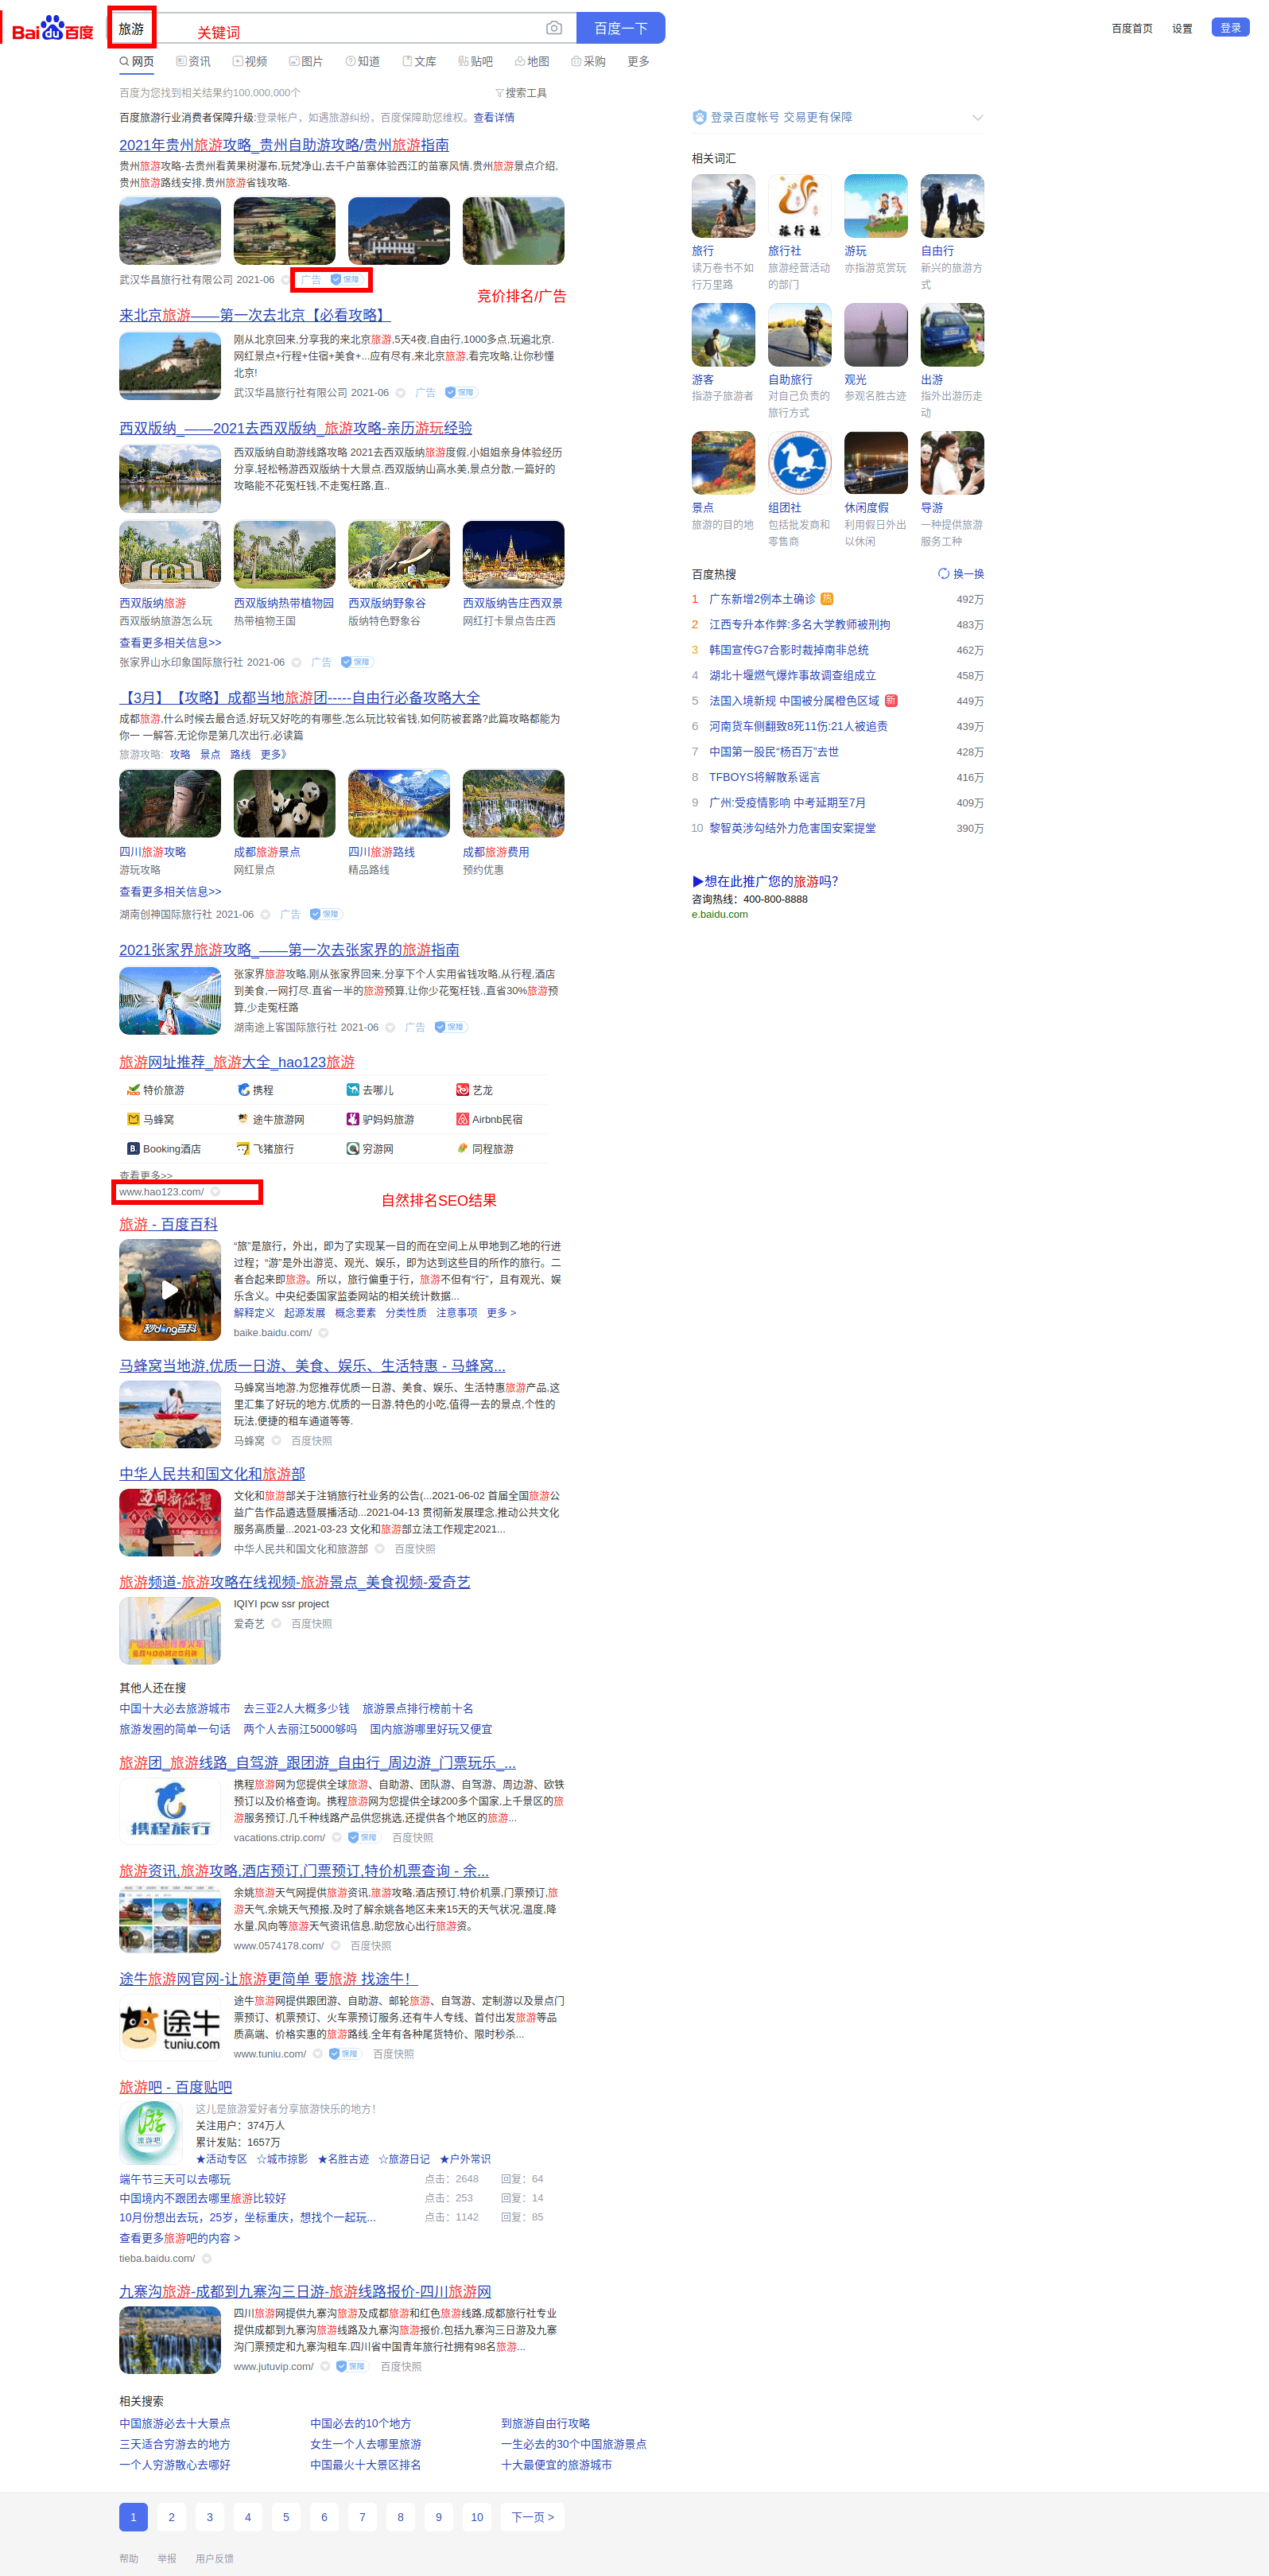 Bai百度 旅游 关键词 百度一下 百度首页 设置 登录
网页 资讯 视频 图片 知道 文库 贴吧 地图 采购 更多
百度为您找到相关结果约100,000,000个 搜索工具
百度旅游行业消费者保障升级:登录帐户，如遇旅游纠纷，百度保障助您维权。查看详情
2021年贵州旅游攻略_贵州自助游攻略/贵州旅游指南
贵州旅游攻略-去贵州看黄果树瀑布,玩梵净山,去千户苗寨体验西江的苗寨风情.贵州旅游景点介绍,
贵州旅游路线安排,贵州旅游省钱攻略.
武汉华昌旅行社有限公司 2021-06 广告 保障
竞价排名/广告
来北京旅游——第一次去北京【必看攻略】
刚从北京回来,分享我的来北京旅游,5天4夜,自由行,1000多点,玩遍北京.
网红景点+行程+住宿+美食+...应有尽有,来北京旅游,看完攻略,让你秒懂
北京!
武汉华昌旅行社有限公司 2021-06 广告 保障
西双版纳_——2021去西双版纳_旅游攻略-亲历游玩经验
西双版纳自助游线路攻略 2021去西双版纳旅游度假,小姐姐亲身体验经历
分享,轻松畅游西双版纳十大景点.西双版纳山高水美,景点分散,一篇好的
攻略能不花冤枉钱,不走冤枉路,直..
西双版纳旅游 西双版纳热带植物园 西双版纳野象谷 西双版纳告庄西双景
西双版纳旅游怎么玩 热带植物王国 版纳特色野象谷 网红打卡景点告庄西
查看更多相关信息>>
张家界山水印象国际旅行社 2021-06 广告 保障
【3月】【攻略】成都当地旅游团-----自由行必备攻略大全
成都旅游,什么时候去最合适,好玩又好吃的有哪些,怎么玩比较省钱,如何防被套路?此篇攻略都能为
你一 一解答,无论你是第几次出行,必读篇
旅游攻略: 攻略 景点 路线 更多》
四川旅游攻略 成都旅游景点 四川旅游路线 成都旅游费用
游玩攻略 网红景点 精品路线 预约优惠
查看更多相关信息>>
湖南创神国际旅行社 2021-06 广告 保障
2021张家界旅游攻略_——第一次去张家界的旅游指南
张家界旅游攻略,刚从张家界回来,分享下个人实用省钱攻略,从行程,酒店
到美食,一网打尽.直省一半的旅游预算,让你少花冤枉钱.,直省30%旅游预
算,少走冤枉路
湖南途上客国际旅行社 2021-06 广告 保障
旅游网址推荐_旅游大全_hao123旅游
特价旅游 携程 去哪儿 艺龙
马蜂窝 途牛旅游网 驴妈妈旅游 Airbnb民宿
Booking酒店 飞猪旅行 穷游网 同程旅游
查看更多>>
www.hao123.com/
自然排名SEO结果
旅游 - 百度百科
“旅”是旅行，外出，即为了实现某一目的而在空间上从甲地到乙地的行进
过程；“游”是外出游览、观光、娱乐，即为达到这些目的所作的旅行。二
者合起来即旅游。所以，旅行偏重于行，旅游不但有“行”，且有观光、娱
乐含义。中央纪委国家监委网站的相关统计数据...
解释定义 起源发展 概念要素 分类性质 注意事项 更多 >
秒dǒng百科
baike.baidu.com/
马蜂窝当地游,优质一日游、美食、娱乐、生活特惠 - 马蜂窝...
马蜂窝当地游,为您推荐优质一日游、美食、娱乐、生活特惠旅游产品,这
里汇集了好玩的地方,优质的一日游,特色的小吃,值得一去的景点,个性的
玩法,便捷的租车通道等等.
马蜂窝 百度快照
中华人民共和国文化和旅游部
文化和旅游部关于注销旅行社业务的公告(...2021-06-02 首届全国旅游公
益广告作品遴选暨展播活动...2021-04-13 贯彻新发展理念,推动公共文化
服务高质量...2021-03-23 文化和旅游部立法工作规定2021...
中华人民共和国文化和旅游部 百度快照
旅游频道-旅游攻略在线视频-旅游景点_美食视频-爱奇艺
IQIYI pcw ssr project
爱奇艺 百度快照
其他人还在搜
中国十大必去旅游城市 去三亚2人大概多少钱 旅游景点排行榜前十名
旅游发圈的简单一句话 两个人去丽江5000够吗 国内旅游哪里好玩又便宜
旅游团_旅游线路_自驾游_跟团游_自由行_周边游_门票玩乐_...
携程旅游网为您提供全球旅游、自助游、团队游、自驾游、周边游、欧铁
预订以及价格查询。携程旅游网为您提供全球200多个国家,上千景区的旅
游服务预订,几千种线路产品供您挑选,还提供各个地区的旅游...
携程旅行
vacations.ctrip.com/ 保障 百度快照
旅游资讯,旅游攻略,酒店预订,门票预订,特价机票查询 - 余...
余姚旅游天气网提供旅游资讯,旅游攻略,酒店预订,特价机票,门票预订,旅
游天气,余姚天气预报,及时了解余姚各地区未来15天的天气状况,温度,降
水量,风向等旅游天气资讯信息,助您放心出行旅游资。
www.0574178.com/ 百度快照
途牛旅游网官网-让旅游更简单 要旅游 找途牛!
途牛旅游网提供跟团游、自助游、邮轮旅游、自驾游、定制游以及景点门
票预订、机票预订、火车票预订服务,还有牛人专线、首付出发旅游等品
质高端、价格实惠的旅游路线.全年有各种尾货特价、限时秒杀...
途牛
tuniu.com
www.tuniu.com/ 保障 百度快照
旅游吧 - 百度贴吧
这儿是旅游爱好者分享旅游快乐的地方！
关注用户：374万人
累计发贴：1657万
★活动专区 ☆城市掠影 ★名胜古迹 ☆旅游日记 ★户外常识
游
旅游吧
端午节三天可以去哪玩 点击：2648 回复：64
中国境内不跟团去哪里旅游比较好 点击：253 回复：14
10月份想出去玩，25岁，坐标重庆，想找个一起玩... 点击：1142 回复：85
查看更多旅游吧的内容 >
tieba.baidu.com/
九寨沟旅游-成都到九寨沟三日游-旅游线路报价-四川旅游网
四川旅游网提供九寨沟旅游及成都旅游和红色旅游线路,成都旅行社专业
提供成都到九寨沟旅游线路及九寨沟旅游报价,包括九寨沟三日游及九寨
沟门票预定和九寨沟租车.四川省中国青年旅行社拥有98名旅游...
www.jutuvip.com/ 保障 百度快照
相关搜索
中国旅游必去十大景点 中国必去的10个地方 到旅游自由行攻略
三天适合穷游去的地方 女生一个人去哪里旅游 一生必去的30个中国旅游景点
一个人穷游散心去哪好 中国最火十大景区排名 十大最便宜的旅游城市
1 2 3 4 5 6 7 8 9 10 下一页 >
帮助 举报 用户反馈
登录百度帐号 交易更有保障
相关词汇
旅行社
旅行 旅行社 游玩 自由行
读万卷书不如 旅游经营活动 亦指游览赏玩 新兴的旅游方
行万里路 的部门 式
游客 自助旅行 观光 出游
指游子旅游者 对自己负责的 参观名胜古迹 指外出游历走
旅行方式 动
景点 组团社 休闲度假 导游
旅游的目的地 包括批发商和 利用假日外出 一种提供旅游
零售商 以休闲 服务工种
百度热搜 换一换
1 广东新增2例本土确诊 热 492万
2 江西专升本作弊:多名大学教师被刑拘 483万
3 韩国宣传G7合影时裁掉南非总统 462万
4 湖北十堰燃气爆炸事故调查组成立 458万
5 法国入境新规 中国被分属橙色区域 新 449万
6 河南货车侧翻致8死11伤:21人被追责 439万
7 中国第一股民“杨百万”去世 428万
8 TFBOYS将解散系谣言 416万
9 广州:受疫情影响 中考延期至7月 409万
10 黎智英涉勾结外力危害国安案提堂 390万
▶想在此推广您的旅游吗?
咨询热线：400-800-8888
e.baidu.com